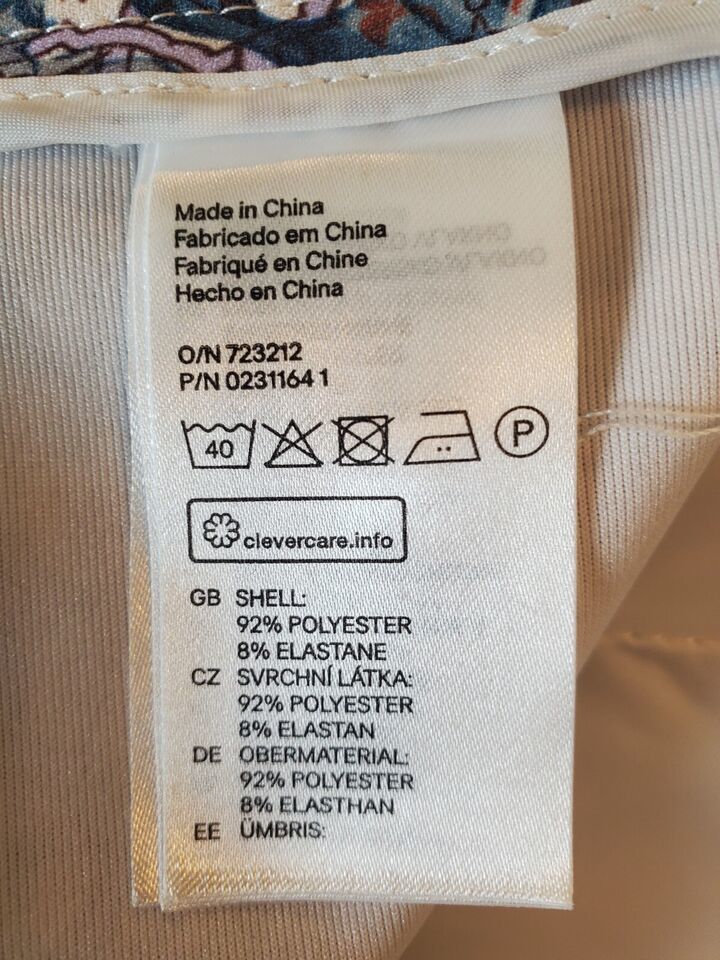 Made in China
Fabricado em China
Fabriqué en Chine
Hecho en China
O/N 723212
P/N 0231164 1
40
P
clevercare.info
GB SHELL:
92% POLYESTER
8% ELASTANE
CZ SVRCHNÍ LÁTKA:
92% POLYESTER
8% ELASTAN
DE OBERMATERIAL:
92% POLYESTER
8% ELASTHAN
EE ÜMBRIS: